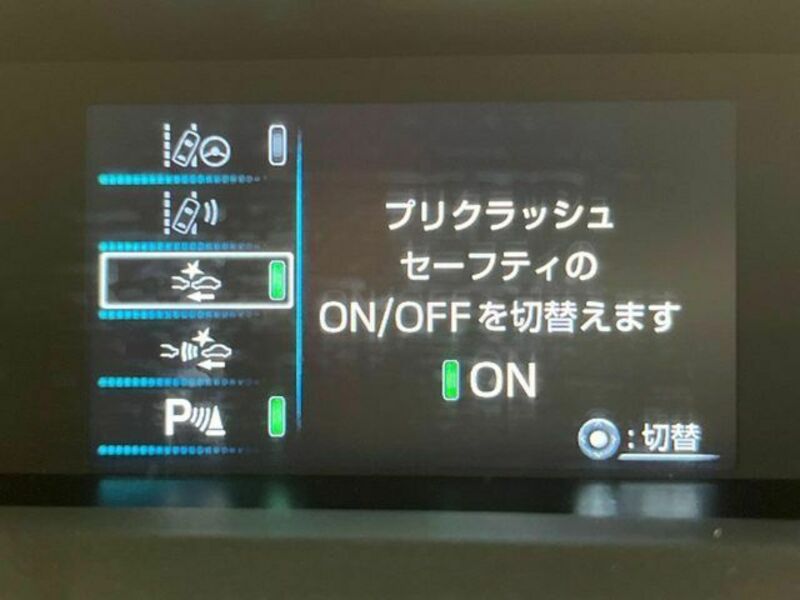 プリクラッシュ
セーフティの
ON/OFFを切替えます
ON
P
:切替